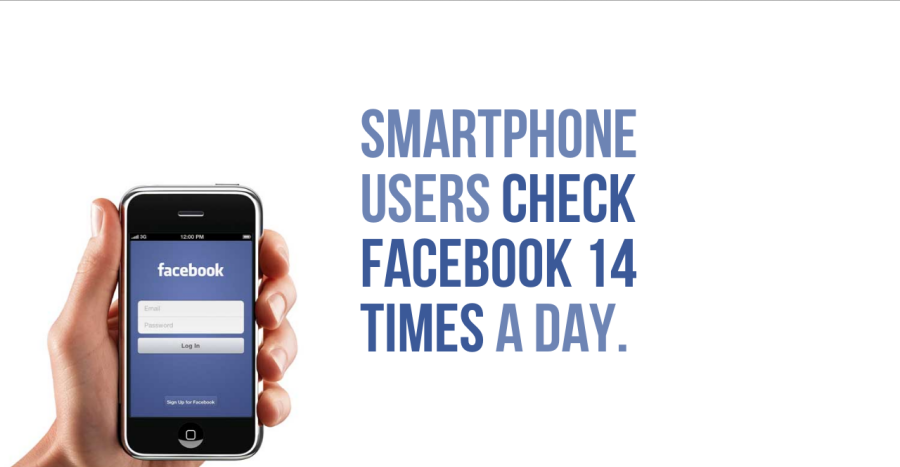 SMARTPHONE
USERS CHECK
FACEBOOK 14
TIMES A DAY.
3G 12:00 PM
facebook
Email
Password
Log In
Sign Up for Facebook